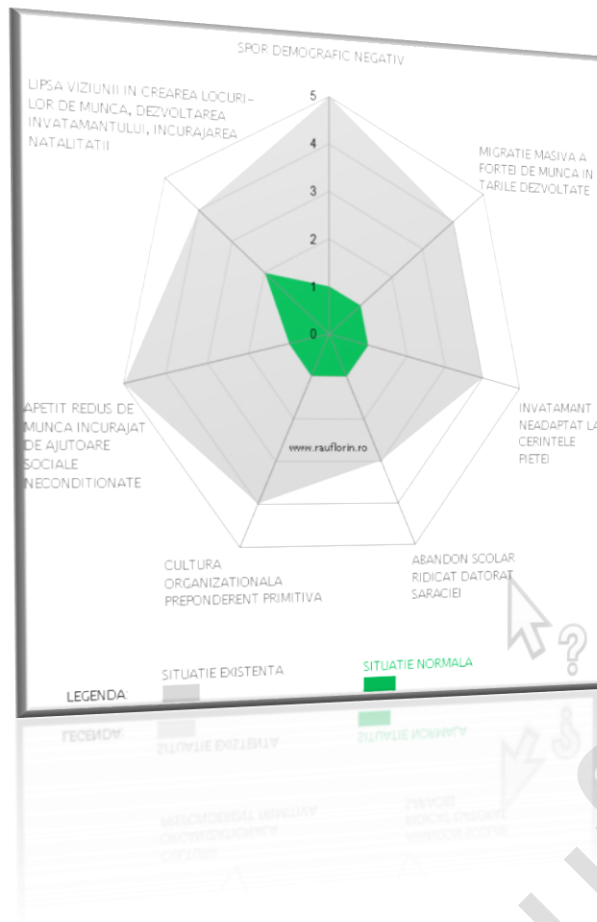 SPOR DEMOGRAFIC NEGATIV
LIPSA VIZIUNII IN CREAREA LOCURI-
LOR DE MUNCA, DEZVOLTAREA
INVATAMANTULUI, INCURAJAREA
NATALITATII
5
4
3
2
1
0
MIGRATIE MASIVA A
FORTEI DE MUNCA IN
TARILE DEZVOLTATE
APETIT REDUS DE
MUNCA INCURAJAT
DE AJUTOARE
SOCIALE
NECONDITIONATE
INVATAMANT
NEADAPTAT LA
CERINTELE
PIETEI
www.rauflorin.ro
CULTURA
ORGANIZATIONALA
PREPONDERENT PRIMITIVA
ABANDON SCOLAR
RIDICAT DATORAT
SARACIEI
?
LEGENDA:
SITUATIE EXISTENTA
SITUATIE NORMALA